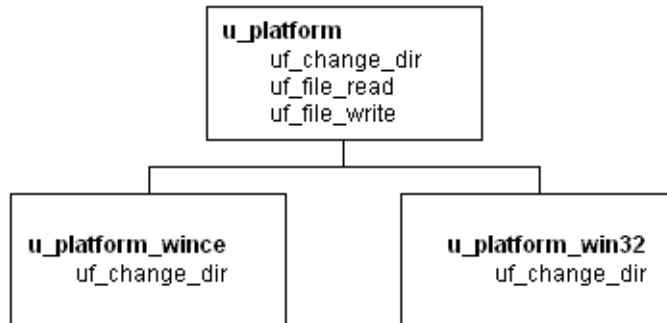 u_platform
uf_change_dir
uf_file_read
uf_file_write
u_platform_wince
uf_change_dir
u_platform_win32
uf_change_dir